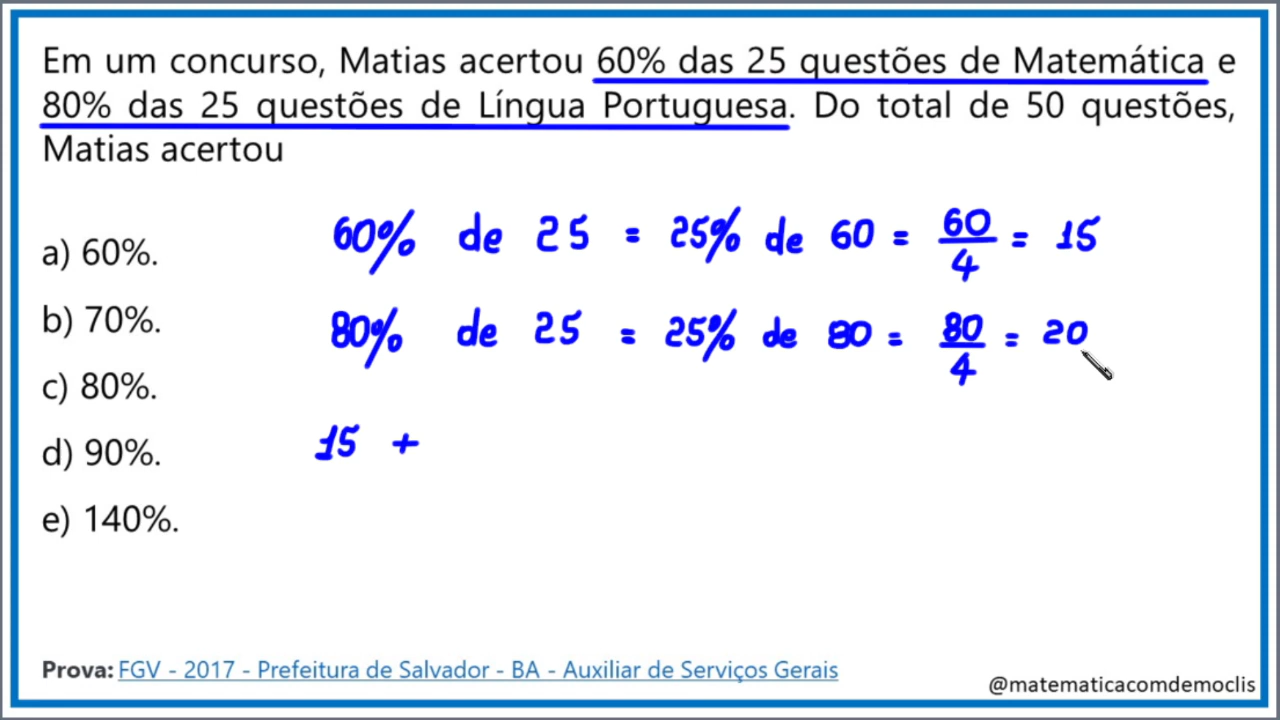 Em um concurso, Matias acertou 60% das 25 questões de Matemática e
80% das 25 questões de Língua Portuguesa. Do total de 50 questões,
Matias acertou
60% de 25 = 25% de 60 = 60/4 = 15
a) 60%.
b) 70%.
80% de 25 = 25% de 80 = 80/4 = 20
c) 80%.
d) 90%.
15 +
e) 140%.
Prova: FGV - 2017 - Prefeitura de Salvador - BA - Auxiliar de Serviços Gerais
@matematicacomdemoclis